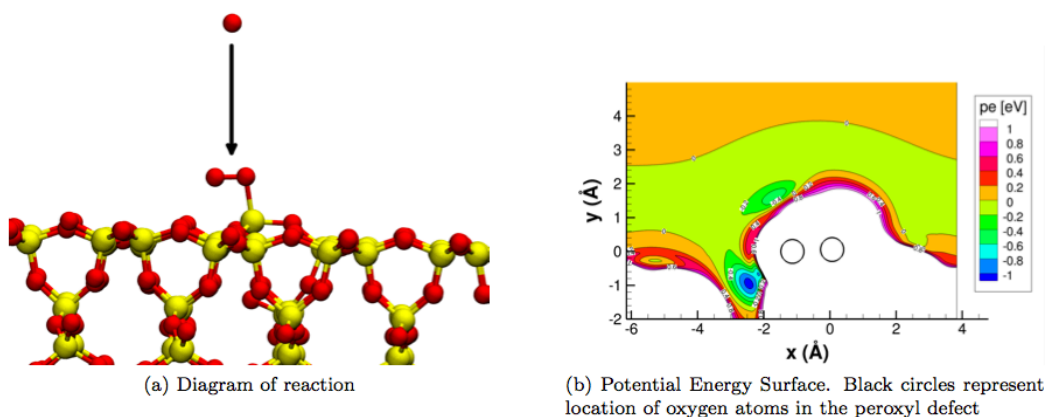 (a) Diagram of reaction
pe [eV]
1
0.8
0.6
0.4
0.2
0
-0.2
-0.4
-0.6
-0.8
-1
y (Å)
4
3
2
1
0
-1
-2
-6 -4 -2 0 2 4
x (Å)
(b) Potential Energy Surface. Black circles represent
location of oxygen atoms in the peroxyl defect